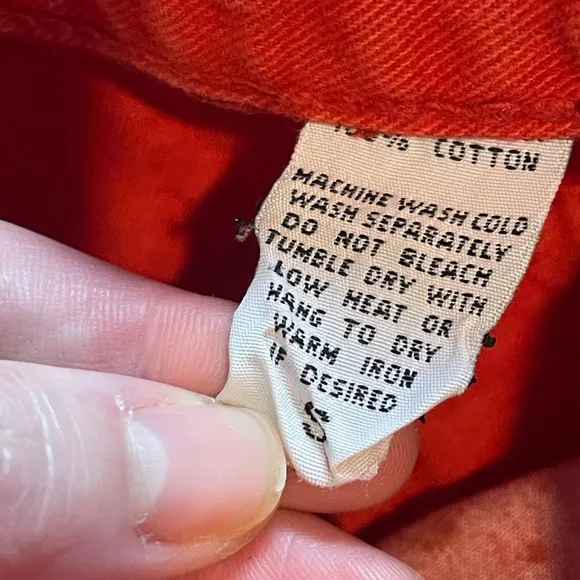 100% COTTON
MACHINE WASH COLD
WASH SEPARATELY
DO NOT BLEACH
TUMBLE DRY WITH
LOW HEAT OR
HANG TO DRY
WARM IRON
IF DESIRED
S